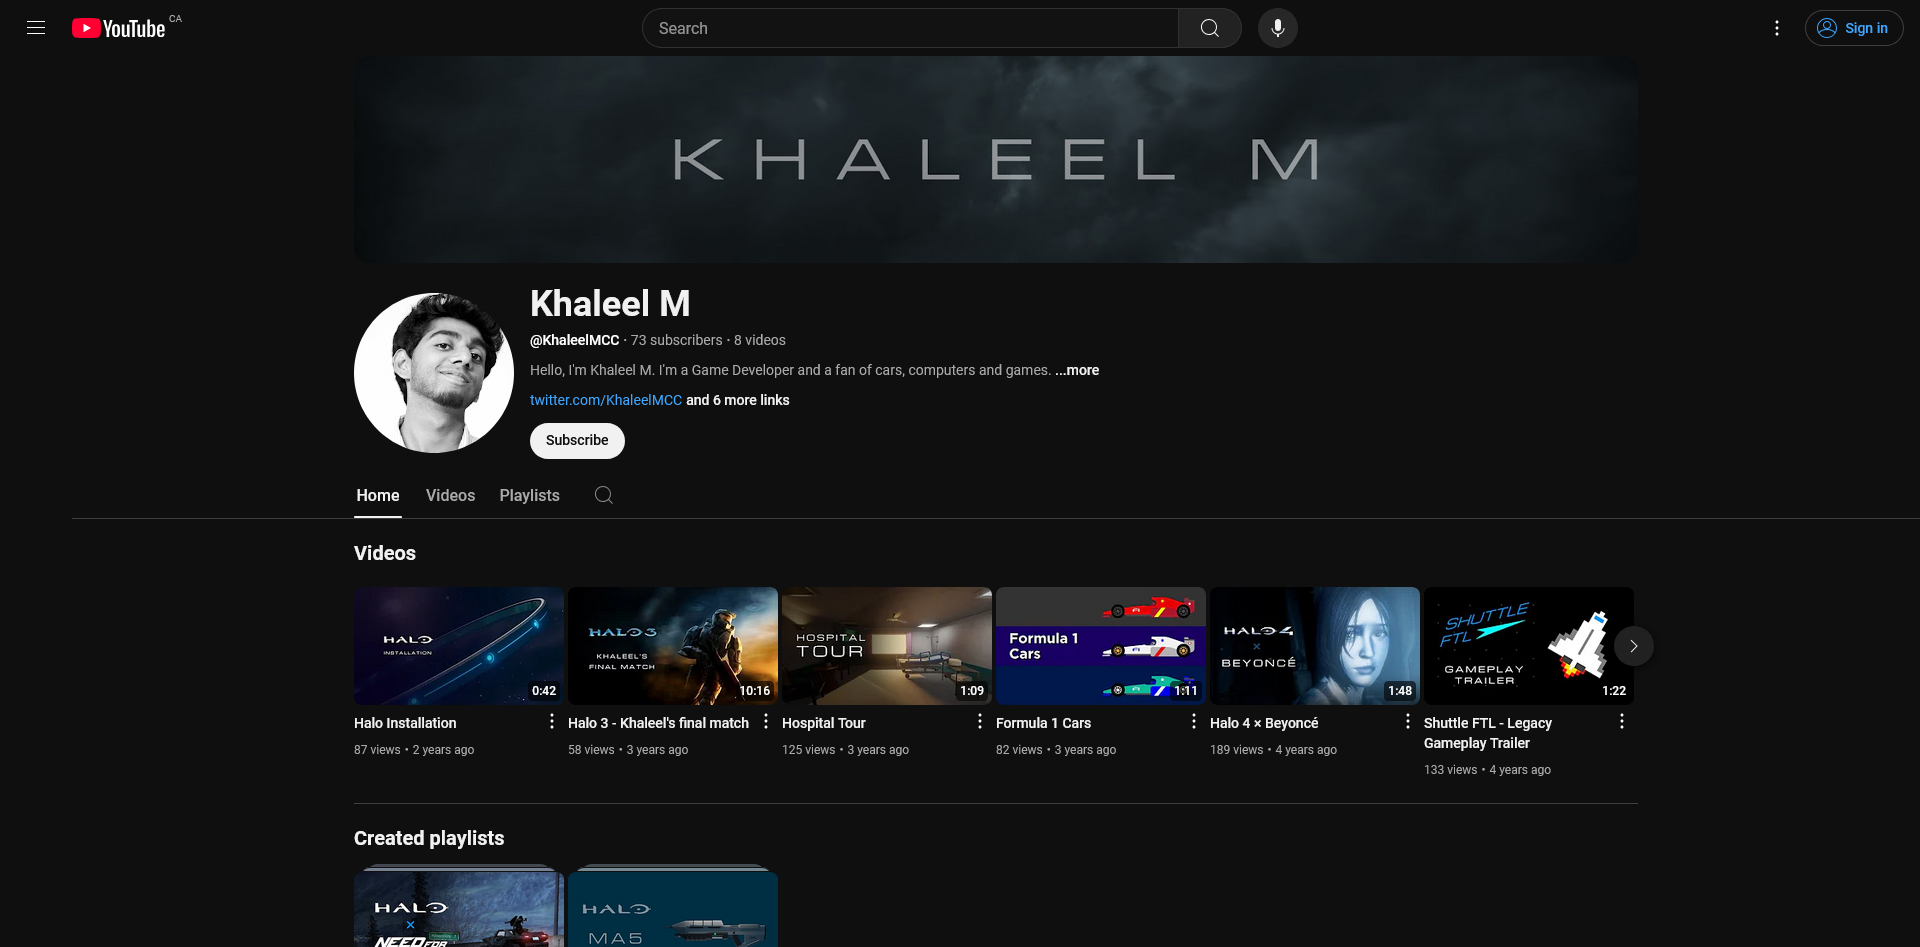 YouTube CA
Search
Sign in
KHALEEL M
Khaleel M
@KhaleelMCC • 73 subscribers • 8 videos
Hello, I'm Khaleel M. I'm a Game Developer and a fan of cars, computers and games. ...more
twitter.com/KhaleelMCC and 6 more links
Subscribe
Home Videos Playlists
Videos
HALO
INSTALLATION
0:42
Halo Installation
87 views • 2 years ago
HALO 3
KHALEEL'S
FINAL MATCH
10:16
Halo 3 - Khaleel's final match
58 views • 3 years ago
HOSPITAL
TOUR
1:09
Hospital Tour
125 views • 3 years ago
Formula 1
Cars
1:11
Formula 1 Cars
82 views • 3 years ago
HALO 4
×
BEYONCÉ
1:48
Halo 4 × Beyoncé
189 views • 4 years ago
SHUTTLE
FTL
GAMEPLAY
TRAILER
1:22
Shuttle FTL - Legacy
Gameplay Trailer
133 views • 4 years ago
Created playlists
HALO
×
NEED FOR
HALO
MA5